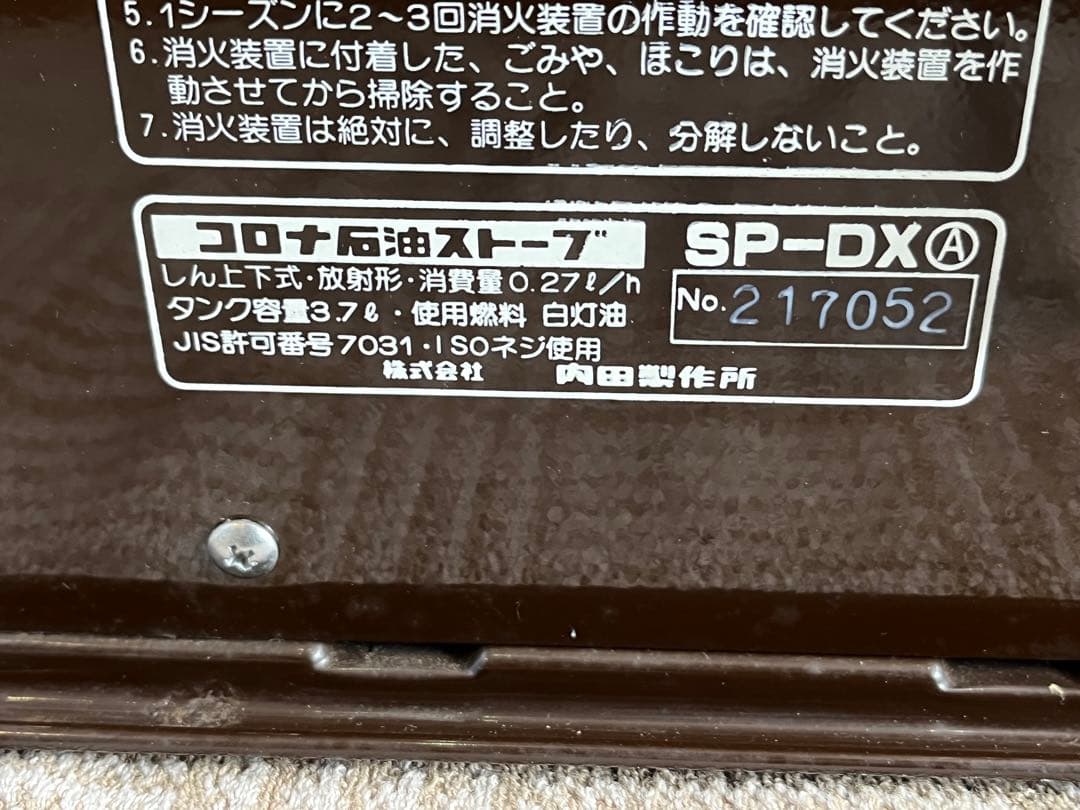 5.1シーズンに2～3回消火装置の作動を確認してください。
6.消火装置に付着した、ごみや、ほこりは、消火装置を作
動させてから掃除すること。
7.消火装置は絶対に、調整したり、分解しないこと。
コロナ石油ストーブ SP-DXⒶ
しん上下式・放射形・消費量0.27ℓ/h
No.217052
タンク容量3.7ℓ・使用燃料 白灯油
JIS許可番号7031・ISOネジ使用
株式会社 内田製作所